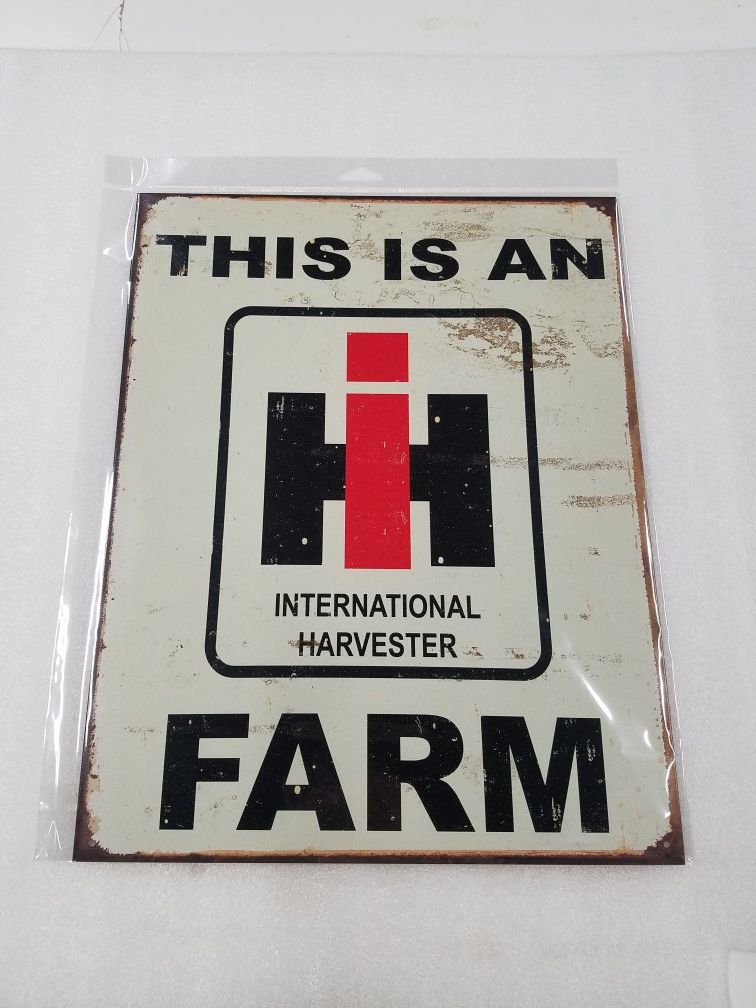 THIS IS AN
IH
INTERNATIONAL
HARVESTER
FARM